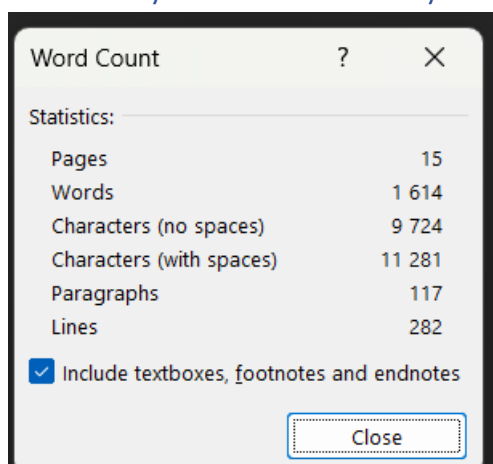 Word Count ? ×
Statistics:
Pages 15
Words 1 614
Characters (no spaces) 9 724
Characters (with spaces) 11 281
Paragraphs 117
Lines 282
Include textboxes, footnotes and endnotes
Close